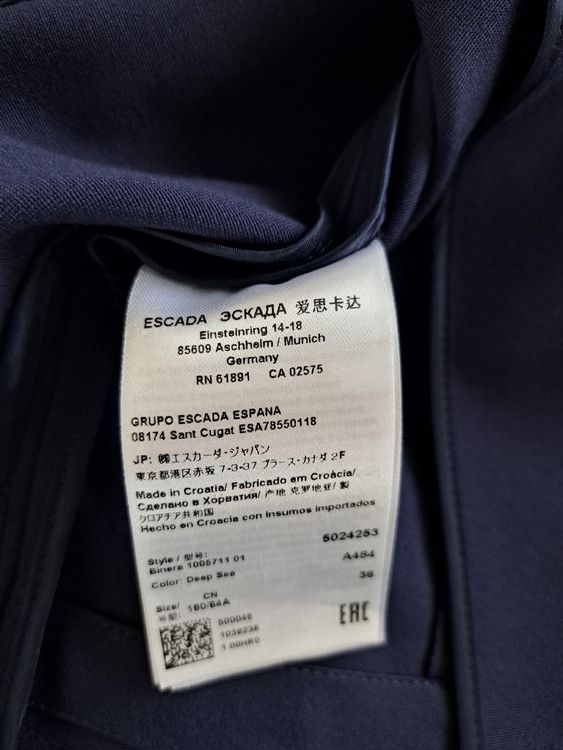 ESCADA ЭСКАДА 爱思卡达
Einsteinring 14-18
85609 Aschheim / Munich
Germany
RN 61891 CA 02575
GRUPO ESCADA ESPANA
08174 Sant Cugat ESA78550118
JP: ㈱エスカーダ・ジャパン
東京都港区赤坂 7-3-37 プラース・カナダ 2F
Made in Croatia/ Fabricado em Croácia/
Сделано в Хорватия/ 产地 克罗地亚/ 製
クロアチア共和国
Hecho en Croacia con insumos importados
5024253
Style / 型号: A484
Binera 1005711 01
Color: Deep Sea 36
Size/ CN
号型: 160/84A
500046
1039236
1 00HR0
EAC